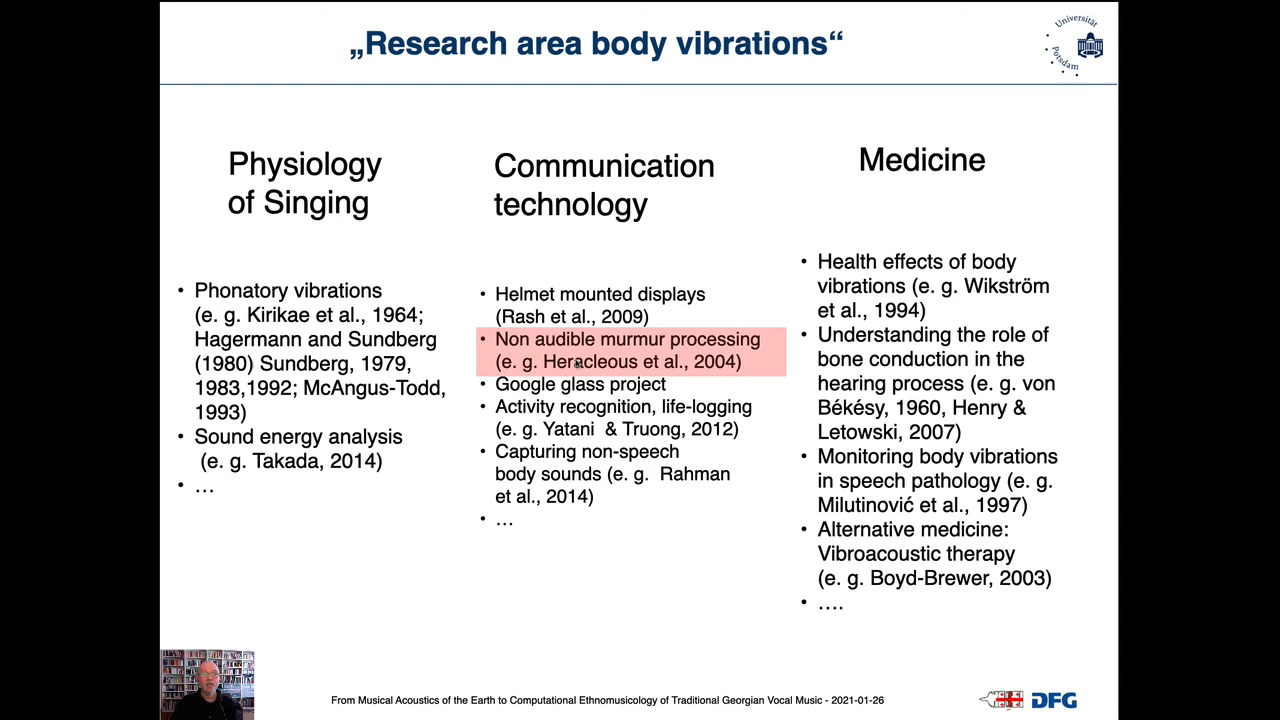 „Research area body vibrations“
Universität
Potsdam
Physiology
of Singing
• Phonatory vibrations
(e. g. Kirikae et al., 1964;
Hagermann and Sundberg
(1980) Sundberg, 1979,
1983,1992; McAngus-Todd,
1993)
• Sound energy analysis
(e. g. Takada, 2014)
• …
Communication
technology
• Helmet mounted displays
(Rash et al., 2009)
• Non audible murmur processing
(e. g. Heracleous et al., 2004)
• Google glass project
• Activity recognition, life-logging
(e. g. Yatani & Truong, 2012)
• Capturing non-speech
body sounds (e. g. Rahman
et al., 2014)
• …
Medicine
• Health effects of body
vibrations (e. g. Wikström
et al., 1994)
• Understanding the role of
bone conduction in the
hearing process (e. g. von
Békésy, 1960, Henry &
Letowski, 2007)
• Monitoring body vibrations
in speech pathology (e. g.
Milutinović et al., 1997)
• Alternative medicine:
Vibroacoustic therapy
(e. g. Boyd-Brewer, 2003)
• ….
From Musical Acoustics of the Earth to Computational Ethnomusicology of Traditional Georgian Vocal Music - 2021-01-26
DFG